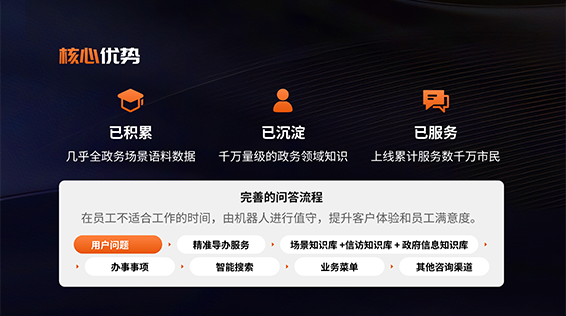 核心优势
已积累
几乎全政务场景语料数据
已沉淀
千万量级的政务领域知识
已服务
上线累计服务数千万市民
完善的问答流程
在员工不适合工作的时间，由机器人进行值守，提升客户体验和员工满意度。
用户问题
精准导办服务
场景知识库 +信访知识库 + 政府信息知识库
办事事项
智能搜索
业务菜单
其他咨询渠道